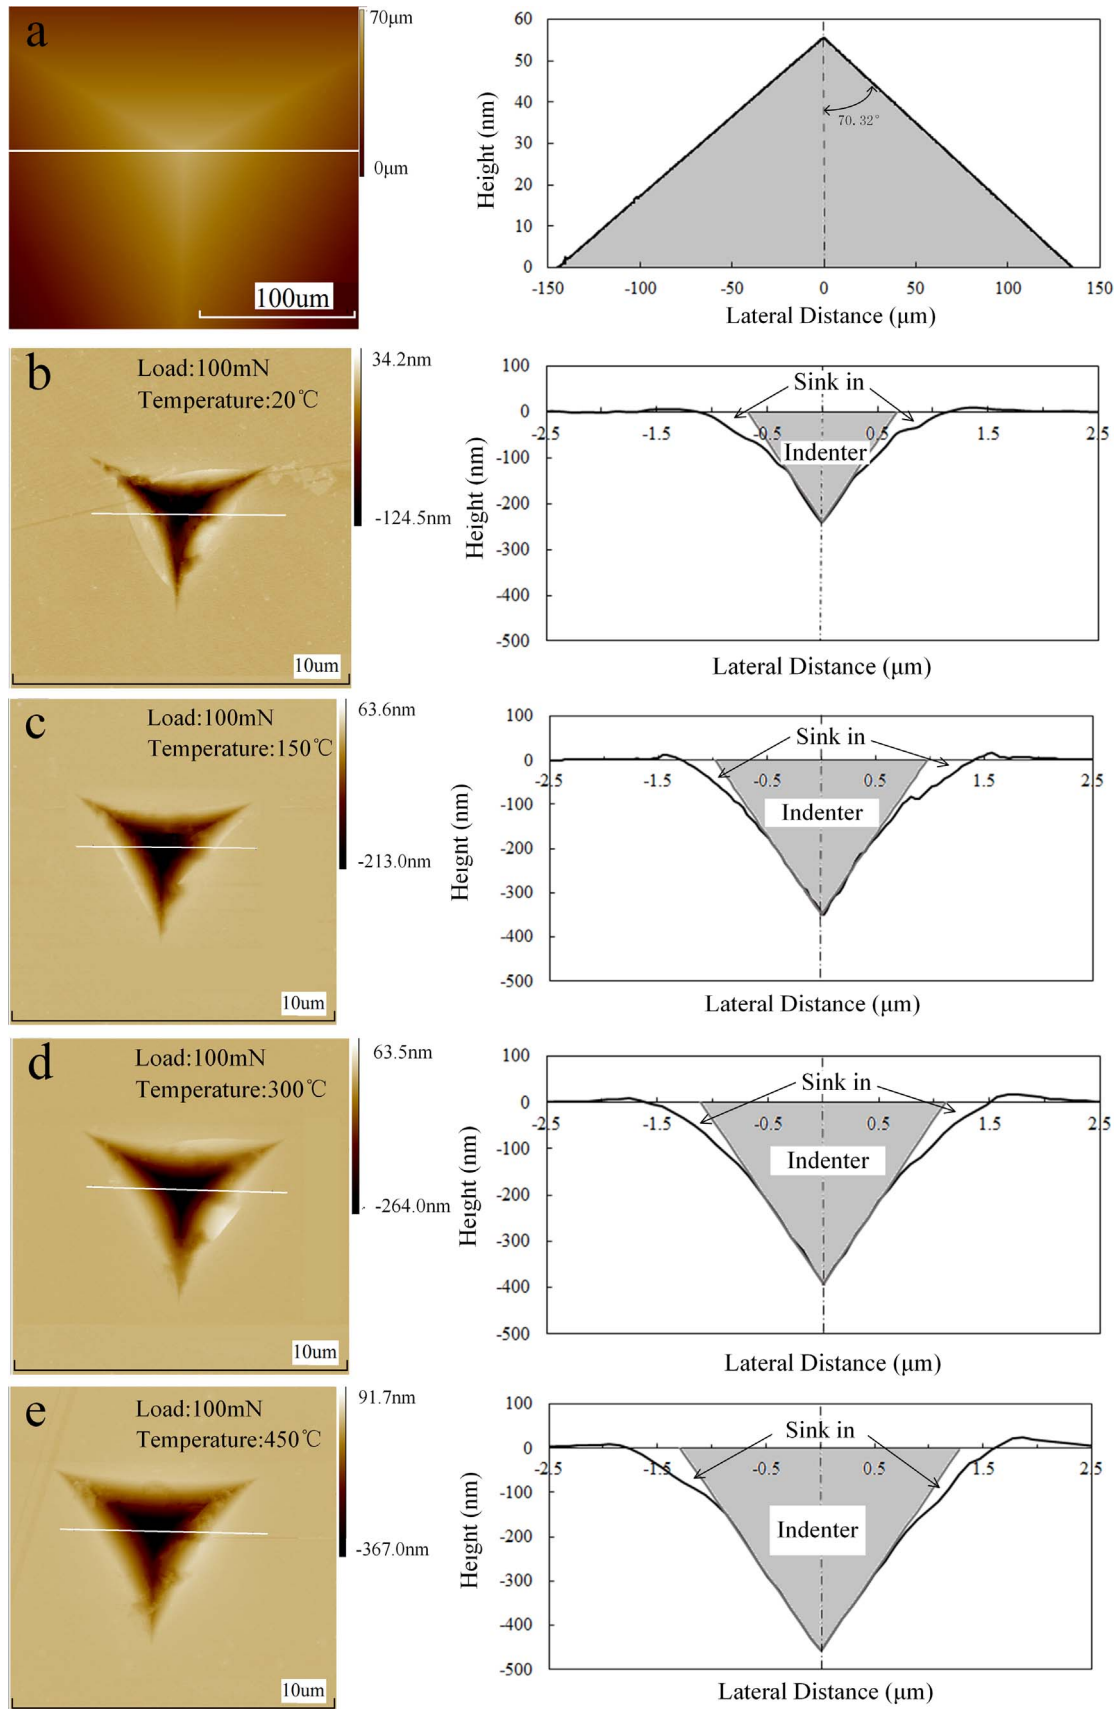 a
70μm
0μm
100um
60
50
40
30
20
10
0
Height (nm)
70.32°
-150
-100
-50
0
50
100
150
Lateral Distance (μm)
b
Load:100mN
Temperature:20℃
34.2nm
-124.5nm
10um
100
0
-100
-200
-300
-400
-500
Height (nm)
Sink in
Indenter
-2.5
-1.5
-0.5
0.5
1.5
2.5
Lateral Distance (μm)
c
Load:100mN
Temperature:150℃
63.6nm
-213.0nm
10um
100
0
-100
-200
-300
-400
-500
Height (nm)
Sink in
Indenter
-2.5
-1.5
-0.5
0.5
1.5
2.5
Lateral Distance (μm)
d
Load:100mN
Temperature:300℃
63.5nm
-264.0nm
10um
100
0
-100
-200
-300
-400
-500
Height (nm)
Sink in
Indenter
-2.5
-1.5
-0.5
0.5
1.5
2.5
Lateral Distance (μm)
e
Load:100mN
Temperature:450℃
91.7nm
-367.0nm
10um
100
0
-100
-200
-300
-400
-500
Height (nm)
Sink in
Indenter
-2.5
-1.5
-0.5
0.5
1.5
2.5
Lateral Distance (μm)